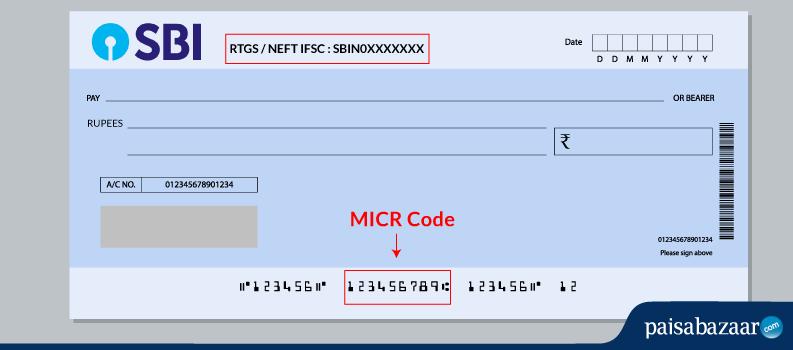 SBI
RTGS / NEFT IFSC : SBIN0XXXXXXX
Date
D D M M Y Y Y Y
PAY OR BEARER
RUPEES
₹
A/C NO. 012345678901234
MICR Code
012345678901234
Please sign above
⑈123456⑈ 123456789⑆ 123456⑈ 12
paisabazaar.com